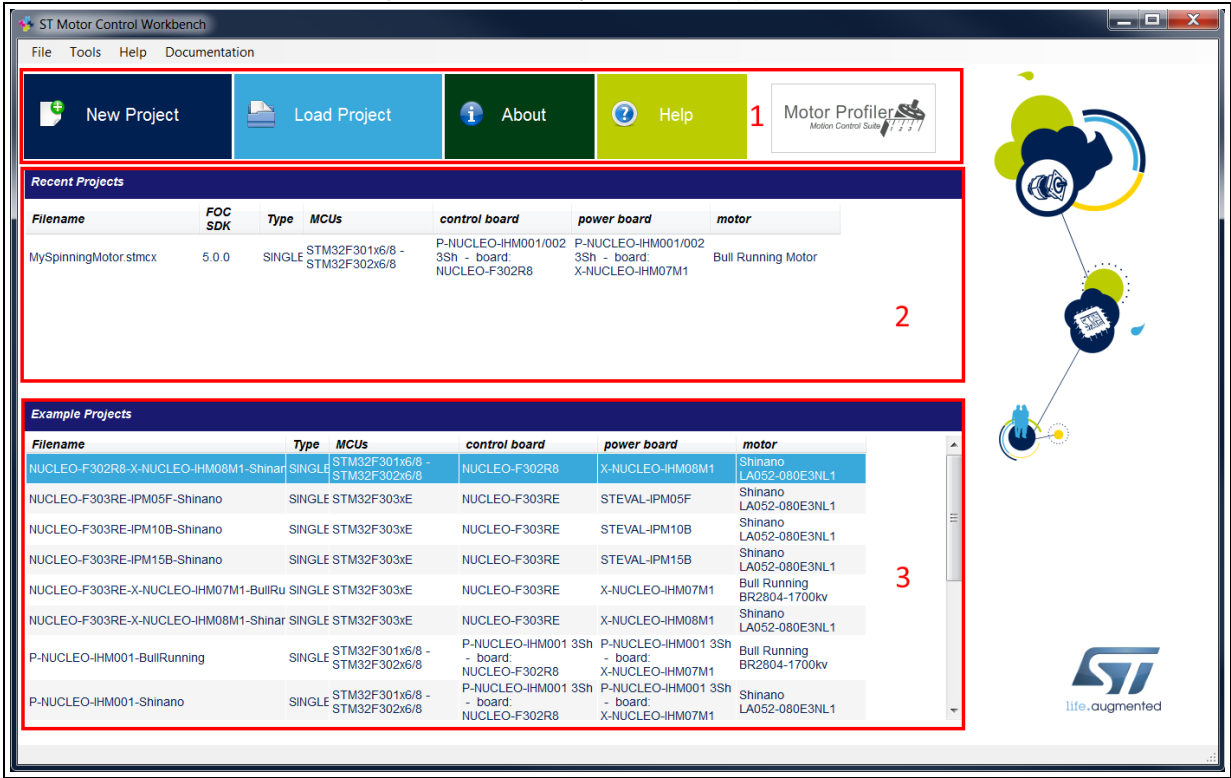 ST Motor Control Workbench
File Tools Help Documentation
New Project Load Project About Help 1 Motor Profiler
Motion Control Suite
Recent Projects
Filename FOC SDK Type MCUs control board power board motor
MySpinningMotor.stmcx 5.0.0 SINGLE STM32F301x6/8 - STM32F302x6/8 P-NUCLEO-IHM001/002 3Sh - board: NUCLEO-F302R8 P-NUCLEO-IHM001/002 3Sh - board: X-NUCLEO-IHM07M1 Bull Running Motor
2
Example Projects
Filename Type MCUs control board power board motor
NUCLEO-F302R8-X-NUCLEO-IHM08M1-Shinar SINGLE STM32F301x6/8 - STM32F302x6/8 NUCLEO-F302R8 X-NUCLEO-IHM08M1 Shinano LA052-080E3NL1
NUCLEO-F303RE-IPM05F-Shinano SINGLE STM32F303xE NUCLEO-F303RE STEVAL-IPM05F Shinano LA052-080E3NL1
NUCLEO-F303RE-IPM10B-Shinano SINGLE STM32F303xE NUCLEO-F303RE STEVAL-IPM10B Shinano LA052-080E3NL1
NUCLEO-F303RE-IPM15B-Shinano SINGLE STM32F303xE NUCLEO-F303RE STEVAL-IPM15B Shinano LA052-080E3NL1
3
NUCLEO-F303RE-X-NUCLEO-IHM07M1-BullRu SINGLE STM32F303xE NUCLEO-F303RE X-NUCLEO-IHM07M1 Bull Running BR2804-1700kv
NUCLEO-F303RE-X-NUCLEO-IHM08M1-Shinar SINGLE STM32F303xE NUCLEO-F303RE X-NUCLEO-IHM08M1 Shinano LA052-080E3NL1
P-NUCLEO-IHM001-BullRunning SINGLE STM32F301x6/8 - STM32F302x6/8 P-NUCLEO-IHM001 3Sh - board: NUCLEO-F302R8 P-NUCLEO-IHM001 3Sh - board: X-NUCLEO-IHM07M1 Bull Running BR2804-1700kv
P-NUCLEO-IHM001-Shinano SINGLE STM32F301x6/8 - STM32F302x6/8 P-NUCLEO-IHM001 3Sh - board: NUCLEO-F302R8 P-NUCLEO-IHM001 3Sh - board: X-NUCLEO-IHM07M1 Shinano LA052-080E3NL1
ST
life.augmented